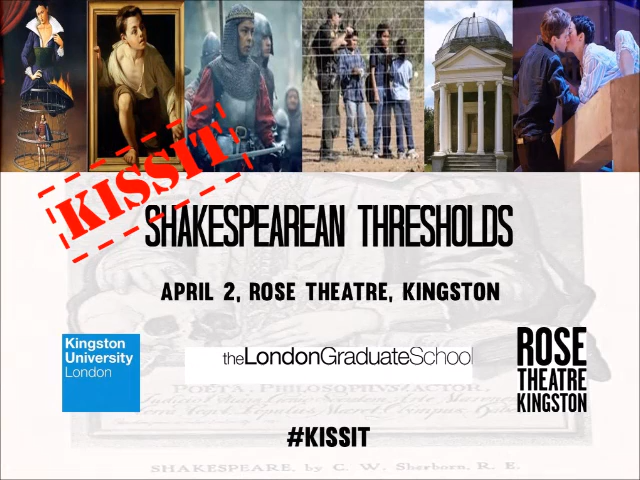 KISSIT
SHAKESPEAREAN THRESHOLDS
APRIL 2, ROSE THEATRE, KINGSTON
Kingston
University
London
theLondonGraduateSchool
ROSE
THEATRE
KINGSTON
POETA, PHILOSOPHVS, ACTOR,
#KISSIT
SHAKESPEARE, by C. W. Sherborn, R. E.